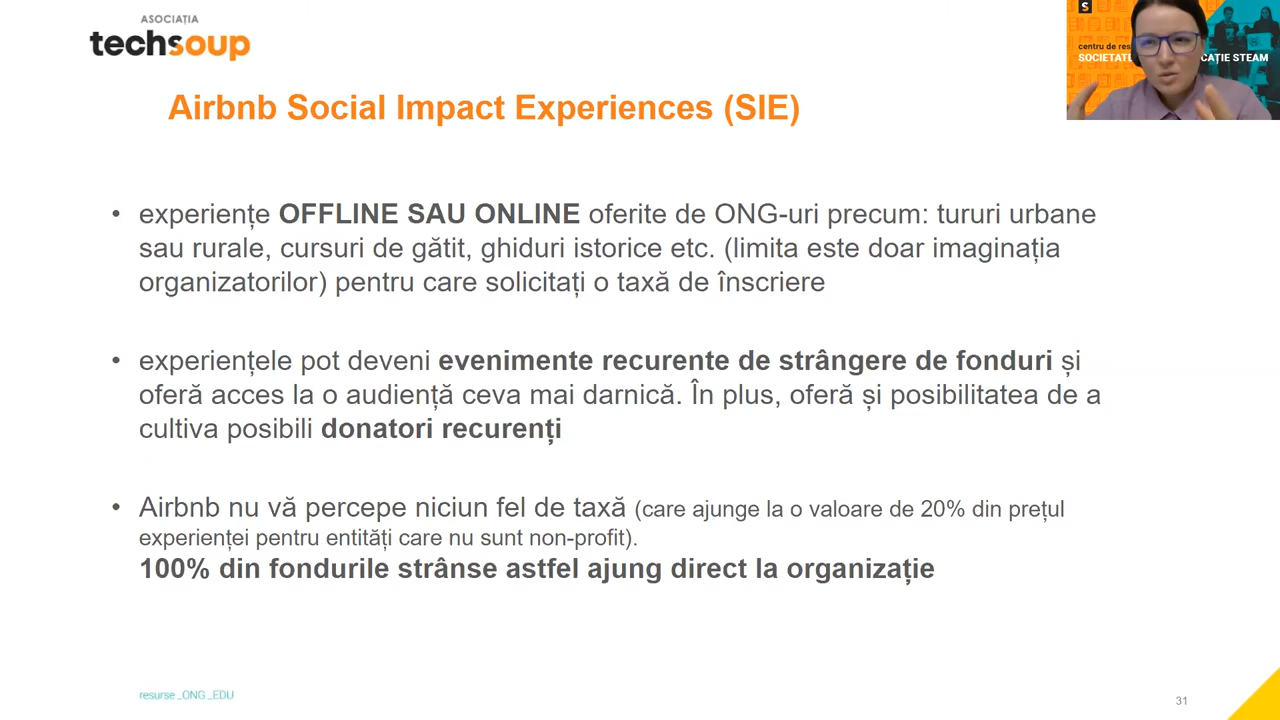 ASOCIAȚIA
techsoup
S
centru de res
SOCIETATE
CAȚIE STEAM
Airbnb Social Impact Experiences (SIE)
• experiențe OFFLINE SAU ONLINE oferite de ONG-uri precum: tururi urbane
sau rurale, cursuri de gătit, ghiduri istorice etc. (limita este doar imaginația
organizatorilor) pentru care solicitați o taxă de înscriere
• experiențele pot deveni evenimente recurente de strângere de fonduri și
oferă acces la o audiență ceva mai darnică. În plus, oferă și posibilitatea de a
cultiva posibili donatori recurenți
• Airbnb nu vă percepe niciun fel de taxă (care ajunge la o valoare de 20% din prețul
experienței pentru entități care nu sunt non-profit).
100% din fondurile strânse astfel ajung direct la organizație
resurse_ONG_EDU
31